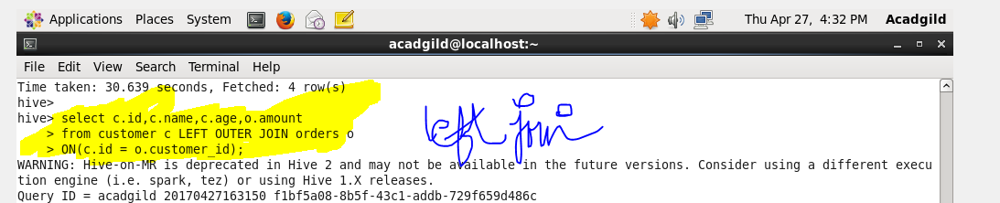 Applications Places System Thu Apr 27, 4:32 PM Acadgild
acadgild@localhost:~
File Edit View Search Terminal Help
Time taken: 30.639 seconds, Fetched: 4 row(s)
hive>
hive> select c.id,c.name,c.age,o.amount
> from customer c LEFT OUTER JOIN orders o
> ON(c.id = o.customer_id);
left join
WARNING: Hive-on-MR is deprecated in Hive 2 and may not be available in the future versions. Consider using a different execu
tion engine (i.e. spark, tez) or using Hive 1.X releases.
Query ID = acadgild_20170427163150_f1bf5a08-8b5f-43c1-addb-729f659d486c